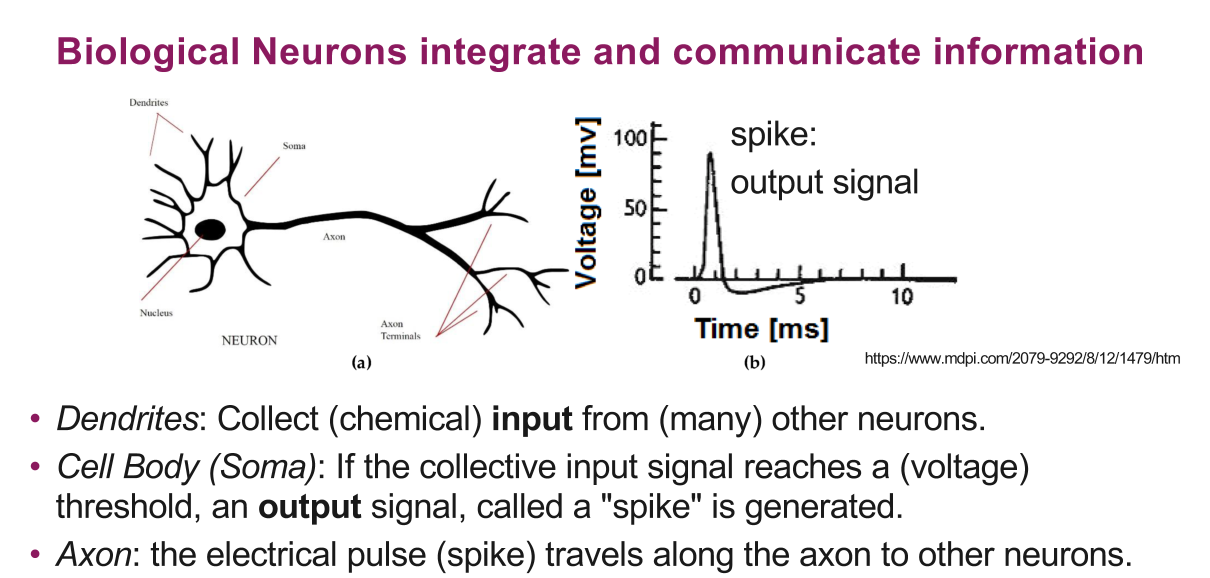 Biological Neurons integrate and communicate information
Dendrites
Soma
Axon
Nucleus
Axon
Terminals
NEURON
(a)
Voltage [mv]
100
50
0
spike:
output signal
0
5
10
Time [ms]
(b)
https://www.mdpi.com/2079-9292/8/12/1479/htm
• Dendrites: Collect (chemical) input from (many) other neurons.
• Cell Body (Soma): If the collective input signal reaches a (voltage)
threshold, an output signal, called a "spike" is generated.
• Axon: the electrical pulse (spike) travels along the axon to other neurons.